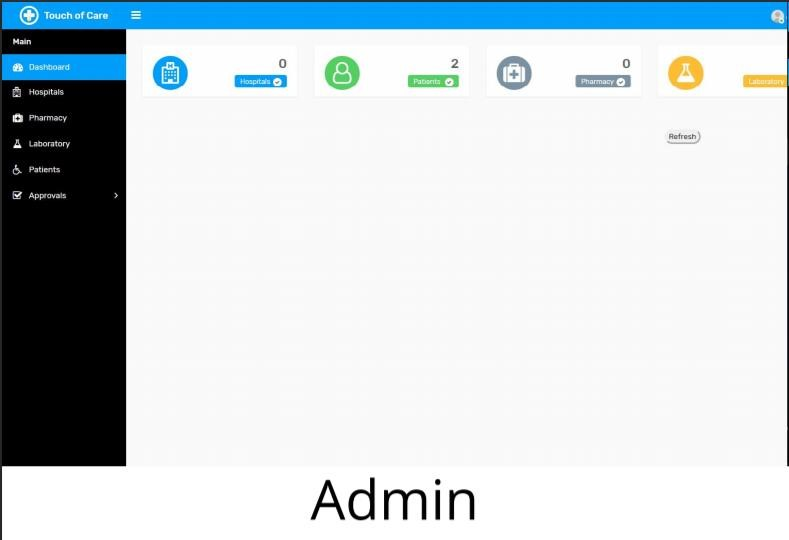 Touch of Care
Main
Dashboard
Hospitals
Pharmacy
Laboratory
Patients
Approvals
0
Hospitals
2
Patients
0
Pharmacy
Laboratory
Refresh
Admin